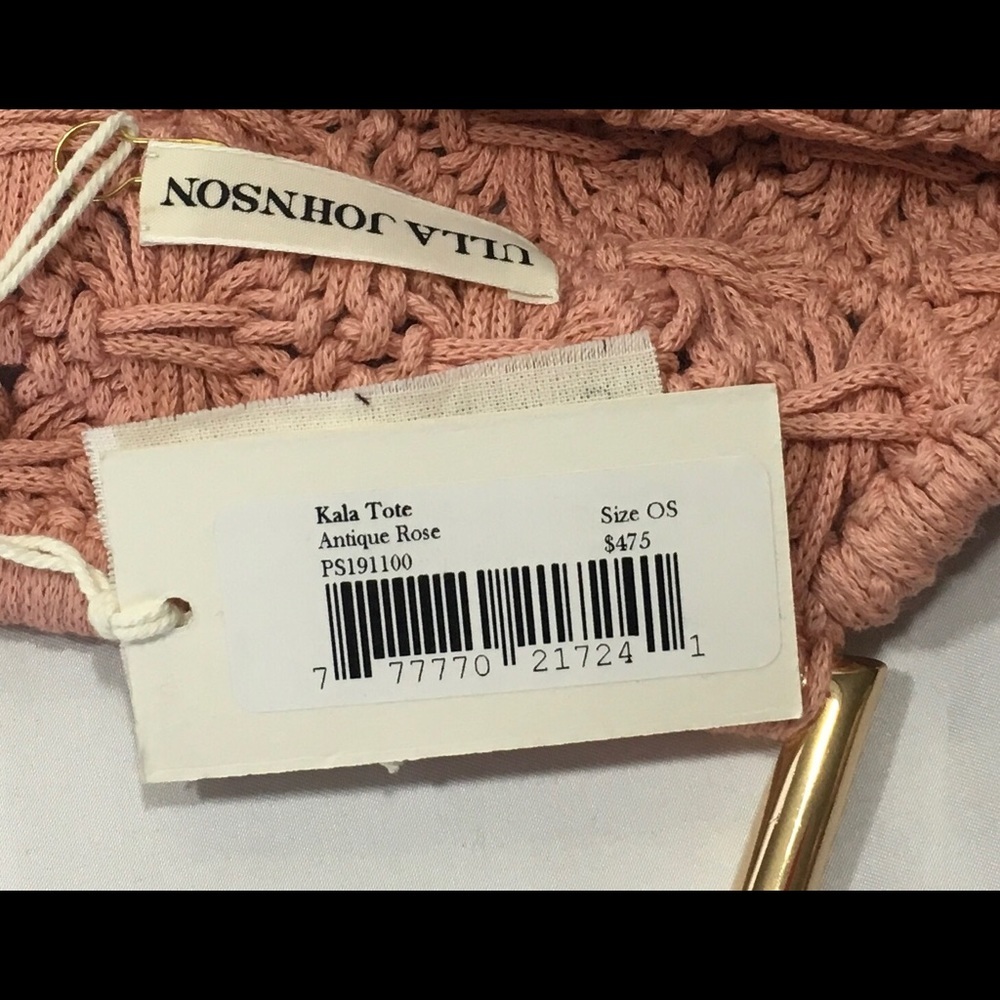 ULLA JOHNSON
Kala Tote
Antique Rose
PS191100
Size OS
$475
7 77770 21724 1